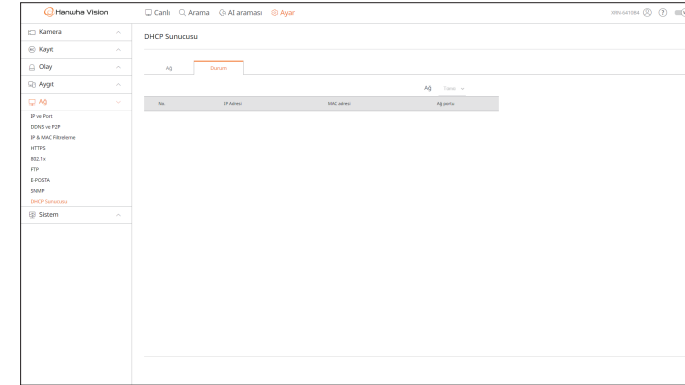 Hanwha Vision
Canlı Arama AI araması Ayar
XRN-6410B4
Kamera
Kayıt
Olay
Aygıt
Ağ
IP ve Port
DDNS ve P2P
IP & MAC Filtreleme
HTTPS
802.1x
FTP
E-POSTA
SNMP
DHCP Sunucusu
Sistem
DHCP Sunucusu
Ağ Durum
Ağ
No. IP Adresi MAC adresi Ağ portu